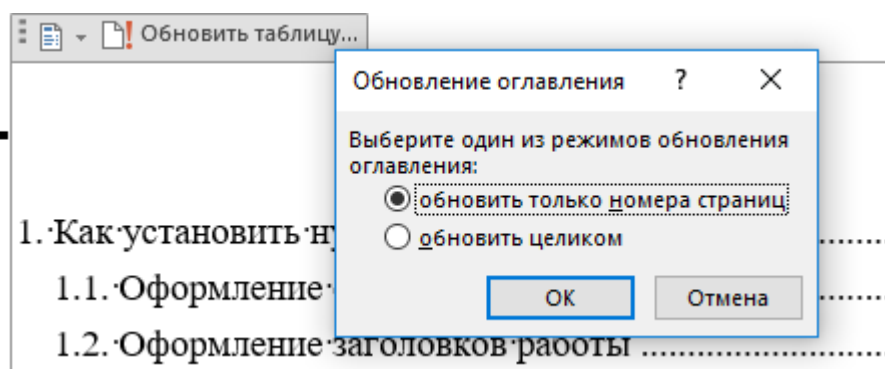 Обновить таблицу...
Обновление оглавления ? ×
Выберите один из режимов обновления
оглавления:
обновить только номера страниц
обновить целиком
ОК Отмена
1.·Как·установить·
1.1.·Оформление·
1.2.·Оформление·заголовков·работы